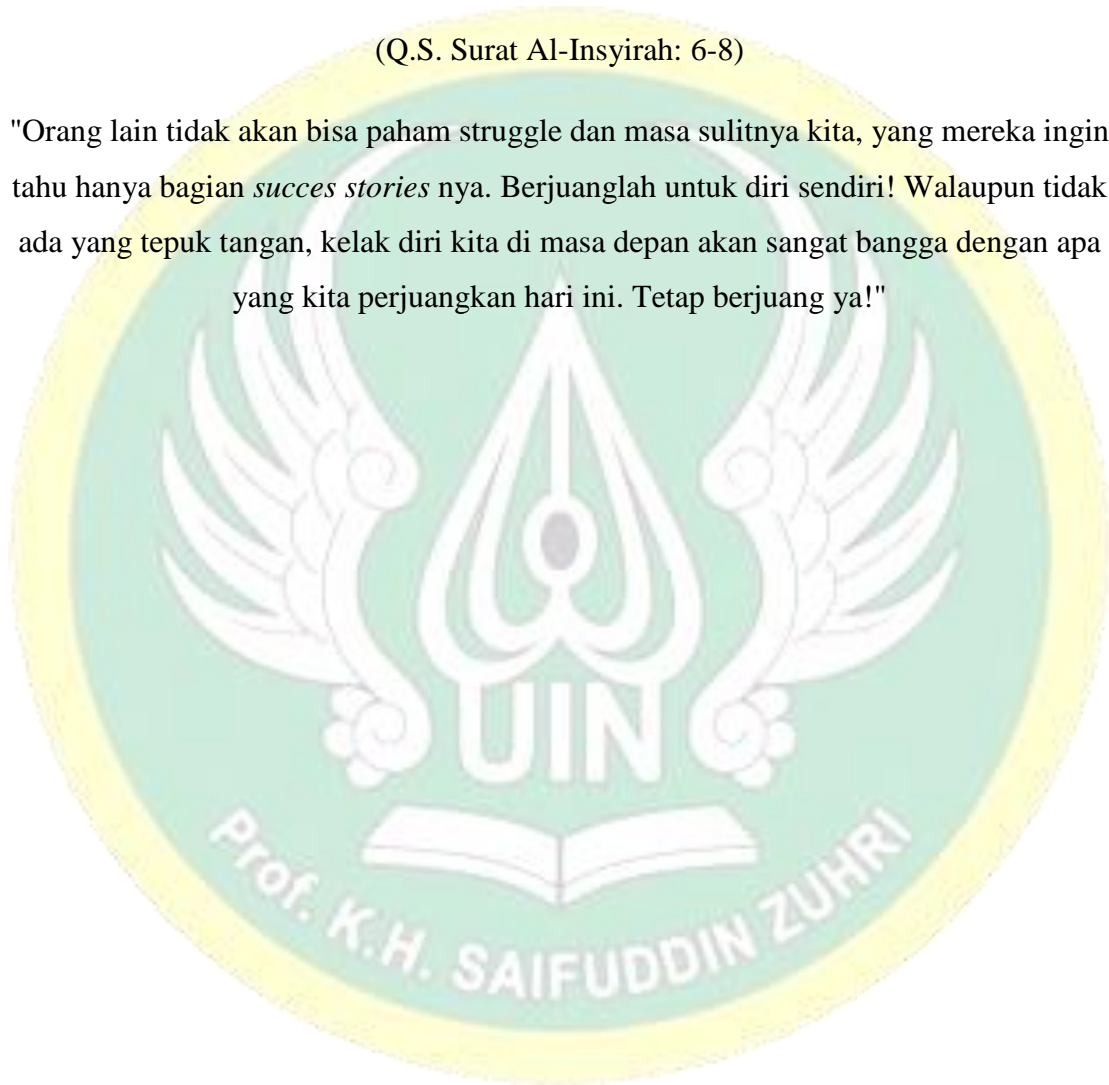 (Q.S. Surat Al-Insyirah: 6-8)
"Orang lain tidak akan bisa paham struggle dan masa sulitnya kita, yang mereka ingin
tahu hanya bagian succes stories nya. Berjuanglah untuk diri sendiri! Walaupun tidak
ada yang tepuk tangan, kelak diri kita di masa depan akan sangat bangga dengan apa
yang kita perjuangkan hari ini. Tetap berjuang ya!"
UIN
Prof. K.H. SAIFUDDIN ZUHRI